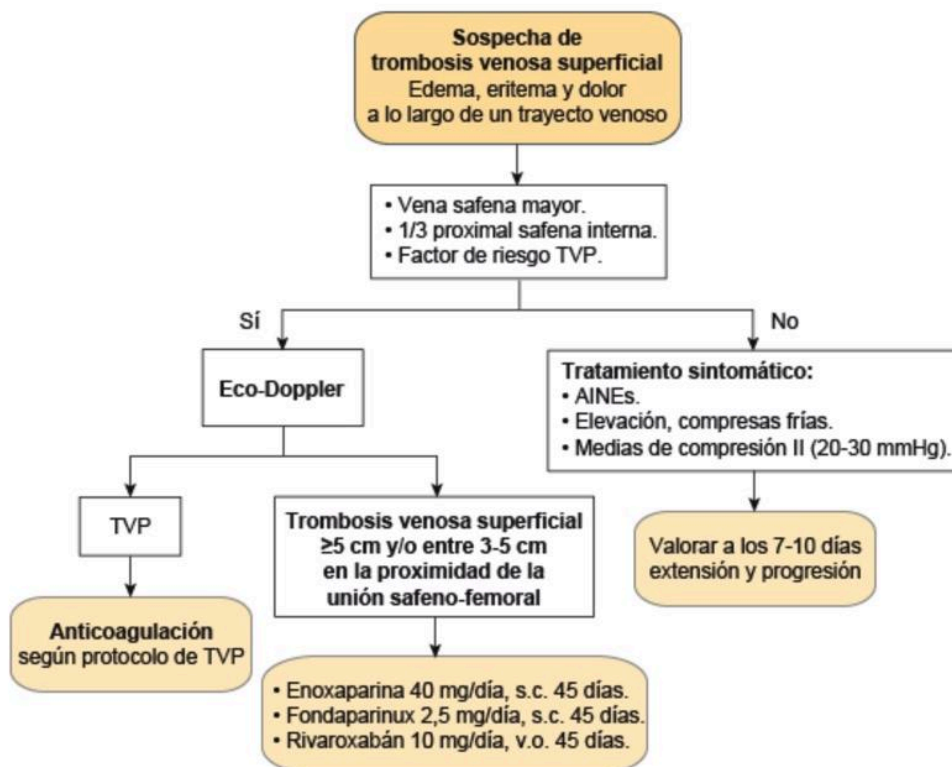 Sospecha de
trombosis venosa superficial
Edema, eritema y dolor
a lo largo de un trayecto venoso
• Vena safena mayor.
• 1/3 proximal safena interna.
• Factor de riesgo TVP.
Sí
No
Eco-Doppler
Tratamiento sintomático:
• AINEs.
• Elevación, compresas frías.
• Medias de compresión II (20-30 mmHg).
TVP
Trombosis venosa superficial
≥5 cm y/o entre 3-5 cm
en la proximidad de la
unión safeno-femoral
Valorar a los 7-10 días
extensión y progresión
Anticoagulación
según protocolo de TVP
• Enoxaparina 40 mg/día, s.c. 45 días.
• Fondaparinux 2,5 mg/día, s.c. 45 días.
• Rivaroxabán 10 mg/día, v.o. 45 días.